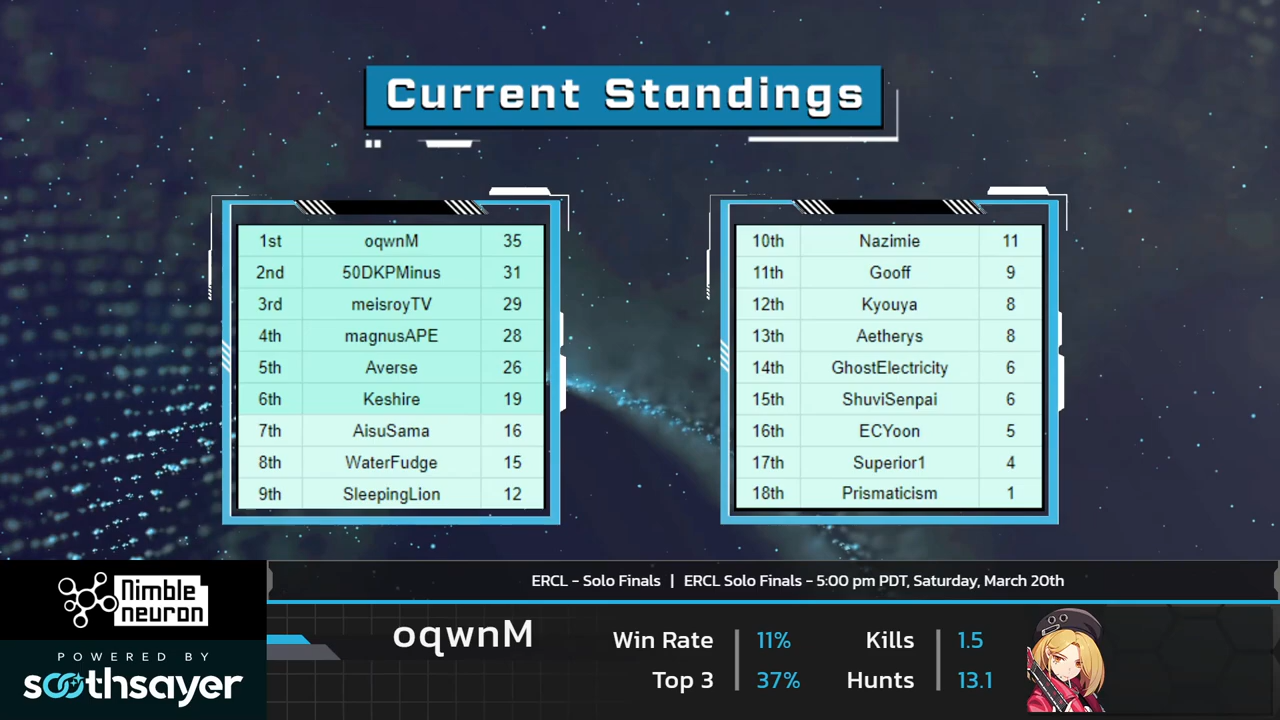 Current Standings
1st oqwnM 35
2nd 50DKPMinus 31
3rd meisroyTV 29
4th magnusAPE 28
5th Averse 26
6th Keshire 19
7th AisuSama 16
8th WaterFudge 15
9th SleepingLion 12
10th Nazimie 11
11th Gooff 9
12th Kyouya 8
13th Aetherys 8
14th GhostElectricity 6
15th ShuviSenpai 6
16th ECYoon 5
17th Superior1 4
18th Prismaticism 1
ERCL - Solo Finals | ERCL Solo Finals - 5:00 pm PDT, Saturday, March 20th
Nimble
neuron
POWERED BY
soothsayer
oqwnM
Win Rate 11% Kills 1.5
Top 3 37% Hunts 13.1